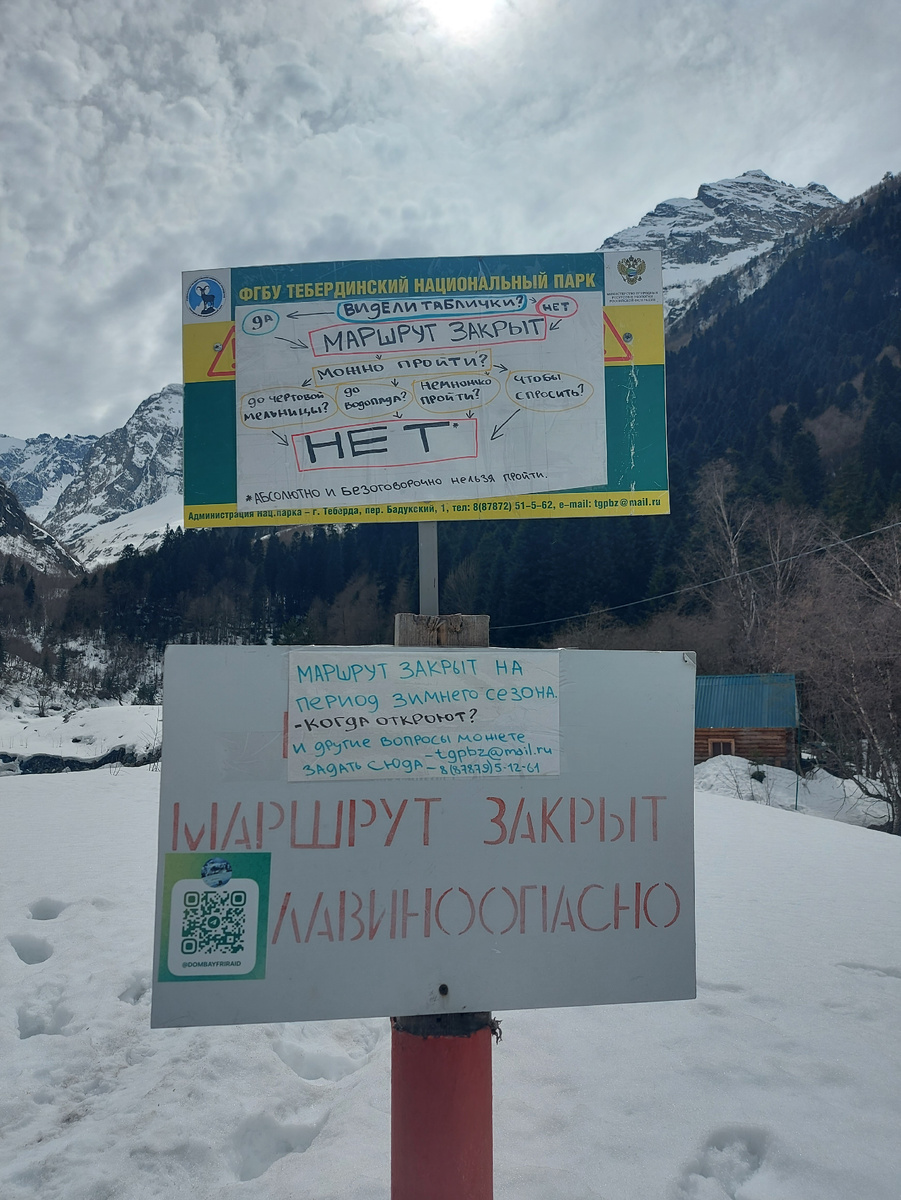 ФГБУ ТЕБЕРДИНСКИЙ НАЦИОНАЛЬНЫЙ ПАРК
ВИДЕЛИ ТАБЛИЧКИ?
ДА
НЕТ
МАРШРУТ ЗАКРЫТ
МОЖНО ПРОЙТИ?
ДО ЧЕРТОВОЙ МЕЛЬНИЦЫ?
ДО ВОДОПАДА?
НЕМНОЖКО ПРОЙТИ?
ЧТОБЫ СПРОСИТЬ?
НЕТ*
*АБСОЛЮТНО И БЕЗОГОВОРОЧНО НЕЛЬЗЯ ПРОЙТИ.
Администрация нац.парка – г. Теберда, пер. Бадукский, 1, тел: 8(87872) 51-5-62, e-mail: tgpbz@mail.ru
МАРШРУТ ЗАКРЫТ НА
ПЕРИОД ЗИМНЕГО СЕЗОНА.
-КОГДА ОТКРОЮТ?
И ДРУГИЕ ВОПРОСЫ МОЖЕТЕ
ЗАДАТЬ СЮДА – tgpbz@mail.ru
– 8(87879)5-12-61
МАРШРУТ ЗАКРЫТ
ЛАВИНООПАСНО
@DOMBAYFRIRAID